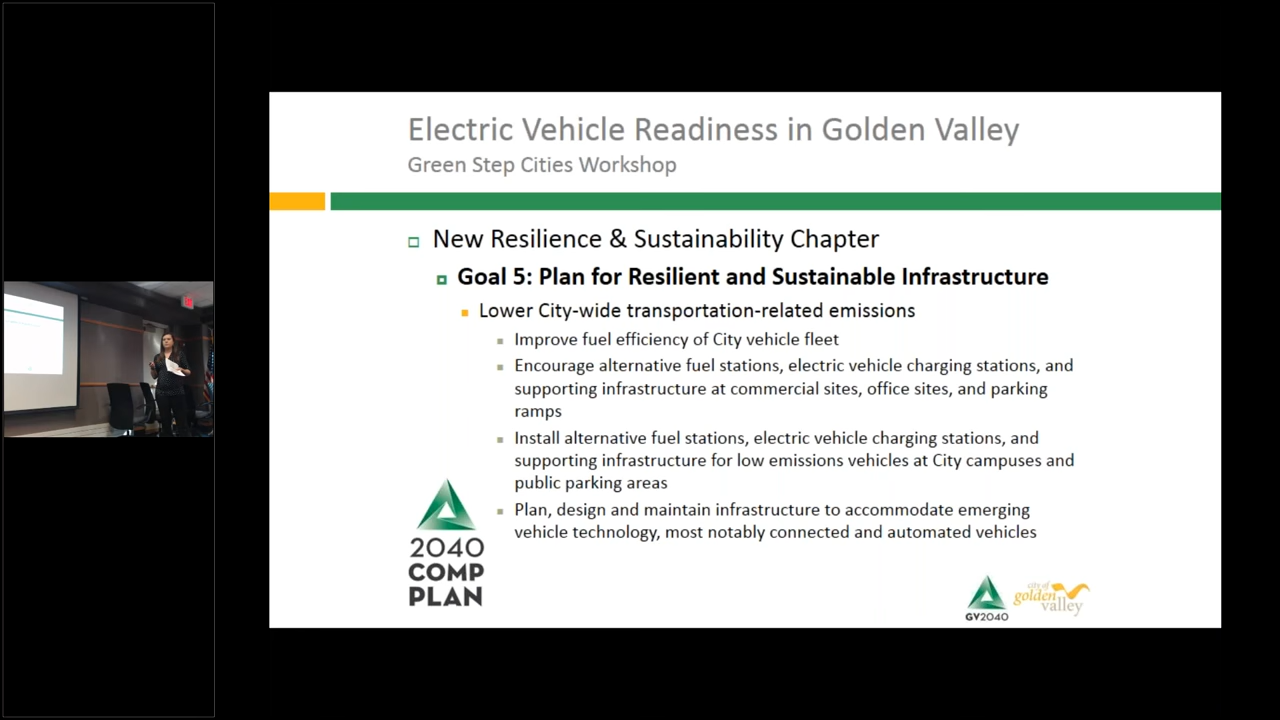 Electric Vehicle Readiness in Golden Valley
Green Step Cities Workshop
New Resilience & Sustainability Chapter
Goal 5: Plan for Resilient and Sustainable Infrastructure
Lower City-wide transportation-related emissions
Improve fuel efficiency of City vehicle fleet
Encourage alternative fuel stations, electric vehicle charging stations, and
supporting infrastructure at commercial sites, office sites, and parking
ramps
Install alternative fuel stations, electric vehicle charging stations, and
supporting infrastructure for low emissions vehicles at City campuses and
public parking areas
Plan, design and maintain infrastructure to accommodate emerging
vehicle technology, most notably connected and automated vehicles
2040
COMP
PLAN
GV2040
city of
golden
valley